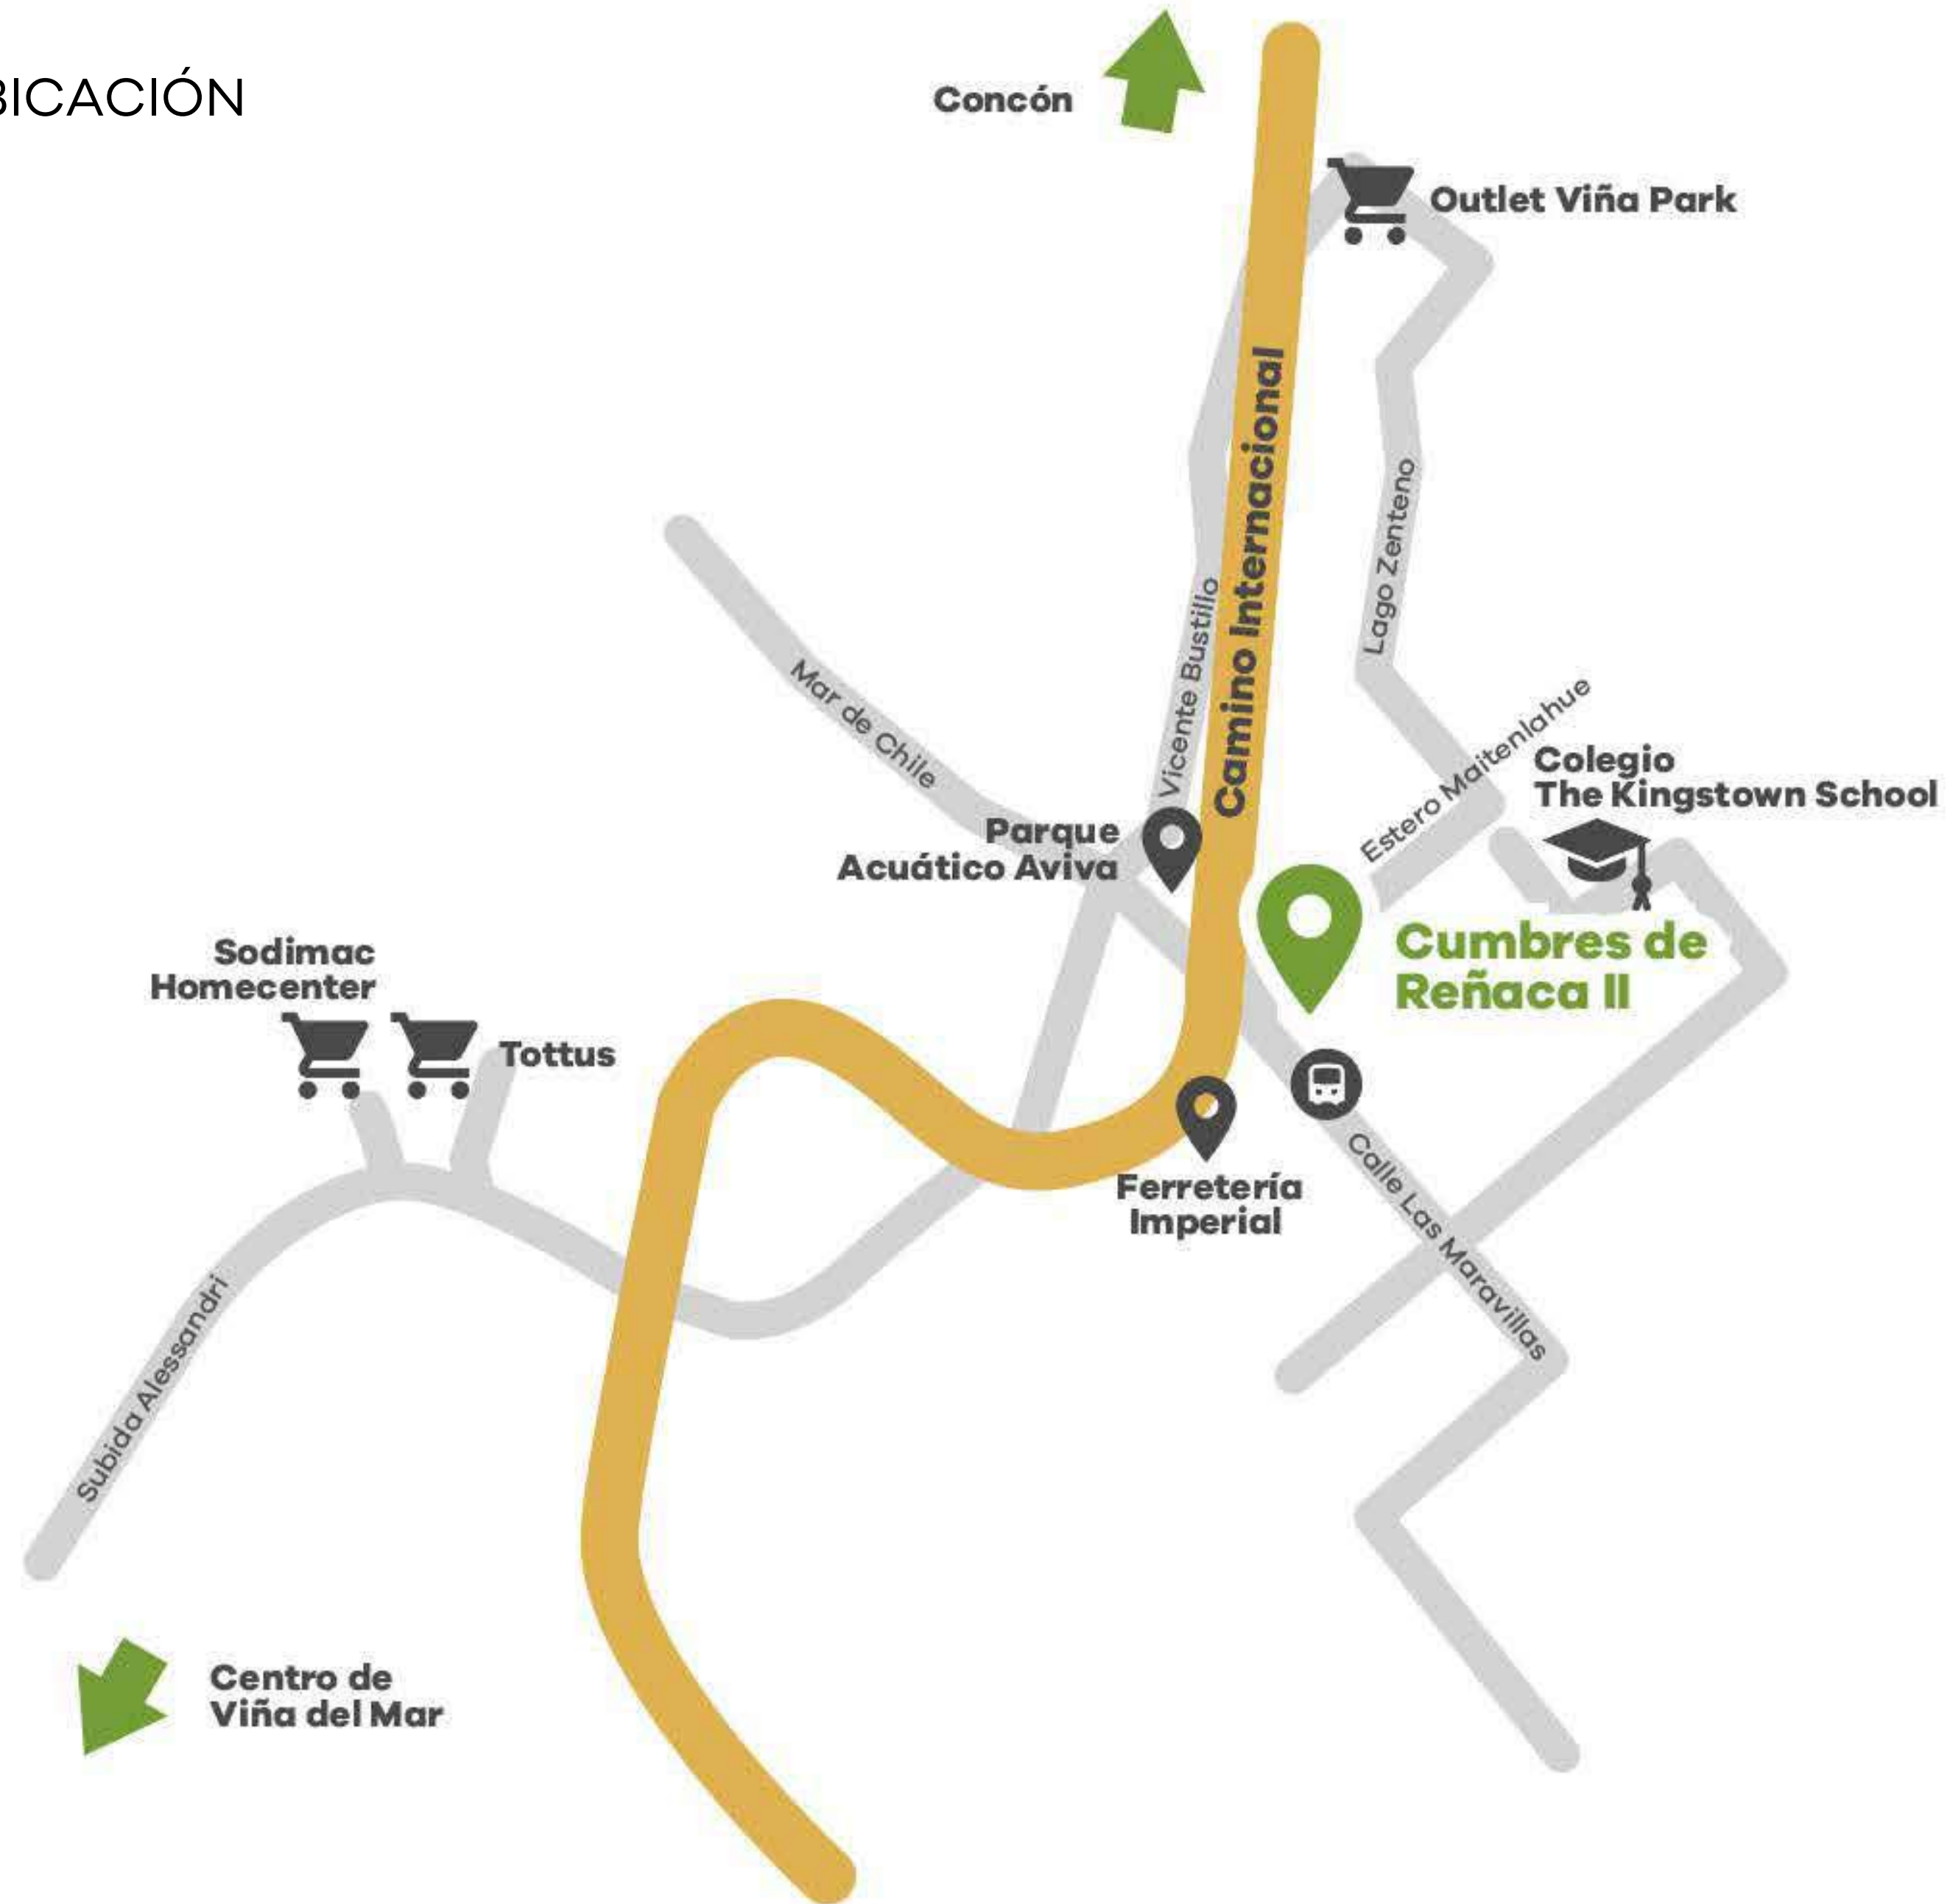 BICACIÓN
Concón
Outlet Viña Park
Camino Internacional
Lago Zenteno
Vicente Bustillo
Mar de Chile
Estero Maitenlahue
Colegio
The Kingstown School
Parque
Acuático Aviva
Cumbres de
Reñaca II
Sodimac
Homecenter
Tottus
Ferretería
Imperial
Calle Las Maravillas
Subida Alessandri
Centro de
Viña del Mar